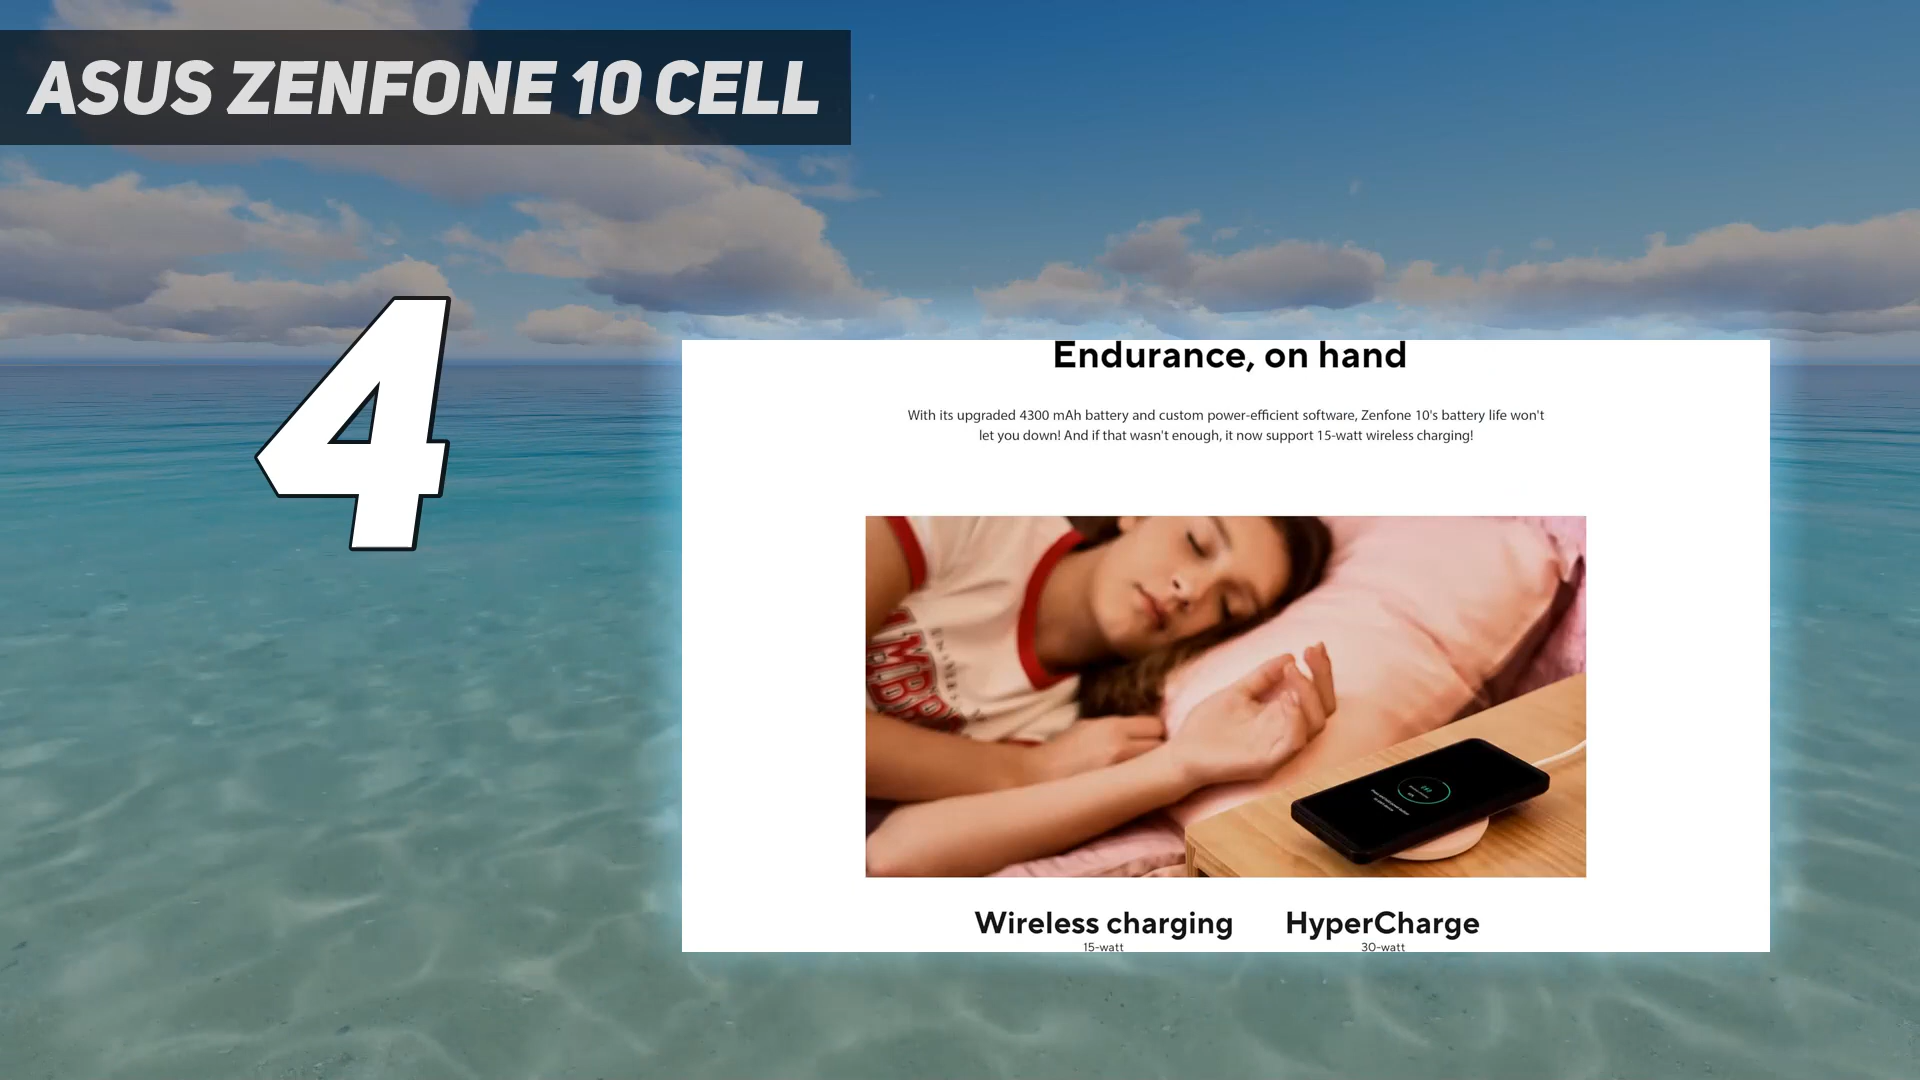 ASUS ZENFONE 10 CELL
4
Endurance, on hand
With its upgraded 4300 mAh battery and custom power-efficient software, Zenfone 10's battery life won't
let you down! And if that wasn't enough, it now support 15-watt wireless charging!
Wireless charging
15-watt
HyperCharge
30-watt